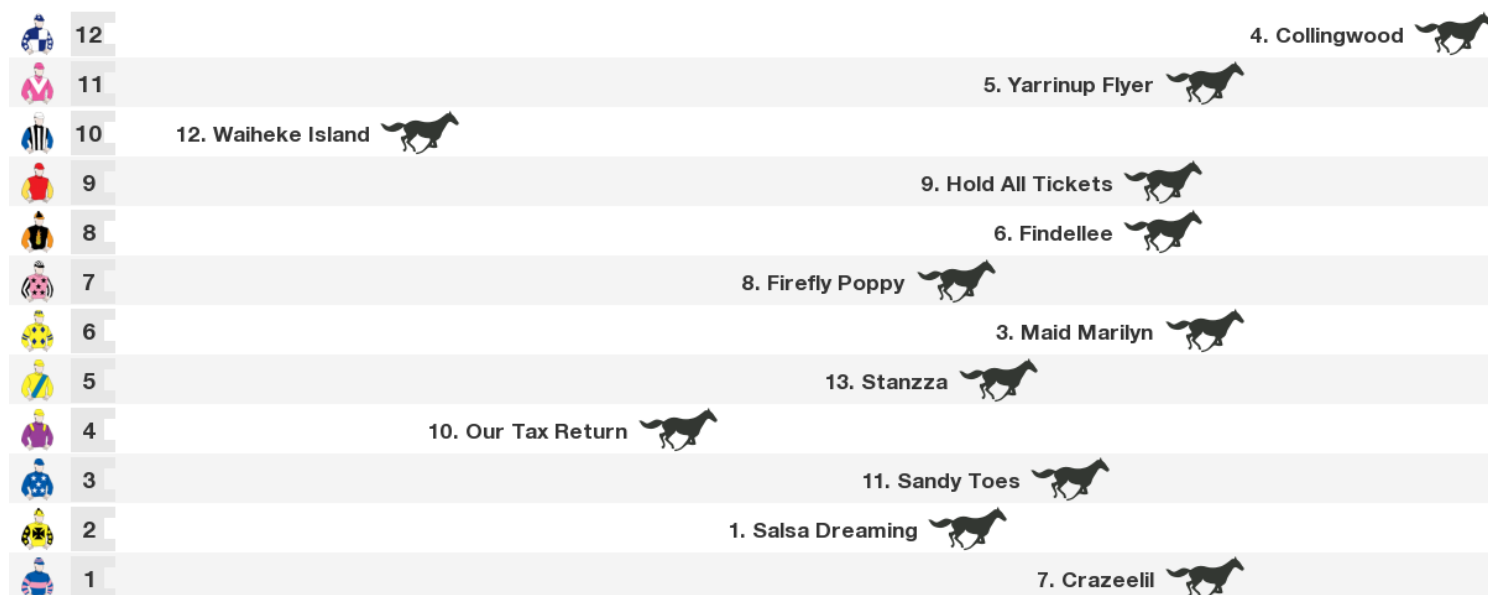 12 4. Collingwood
11 5. Yarrinup Flyer
10 12. Waiheke Island
9 9. Hold All Tickets
8 6. Findellee
7 8. Firefly Poppy
6 3. Maid Marilyn
5 13. Stanzza
4 10. Our Tax Return
3 11. Sandy Toes
2 1. Salsa Dreaming
1 7. Crazeelil